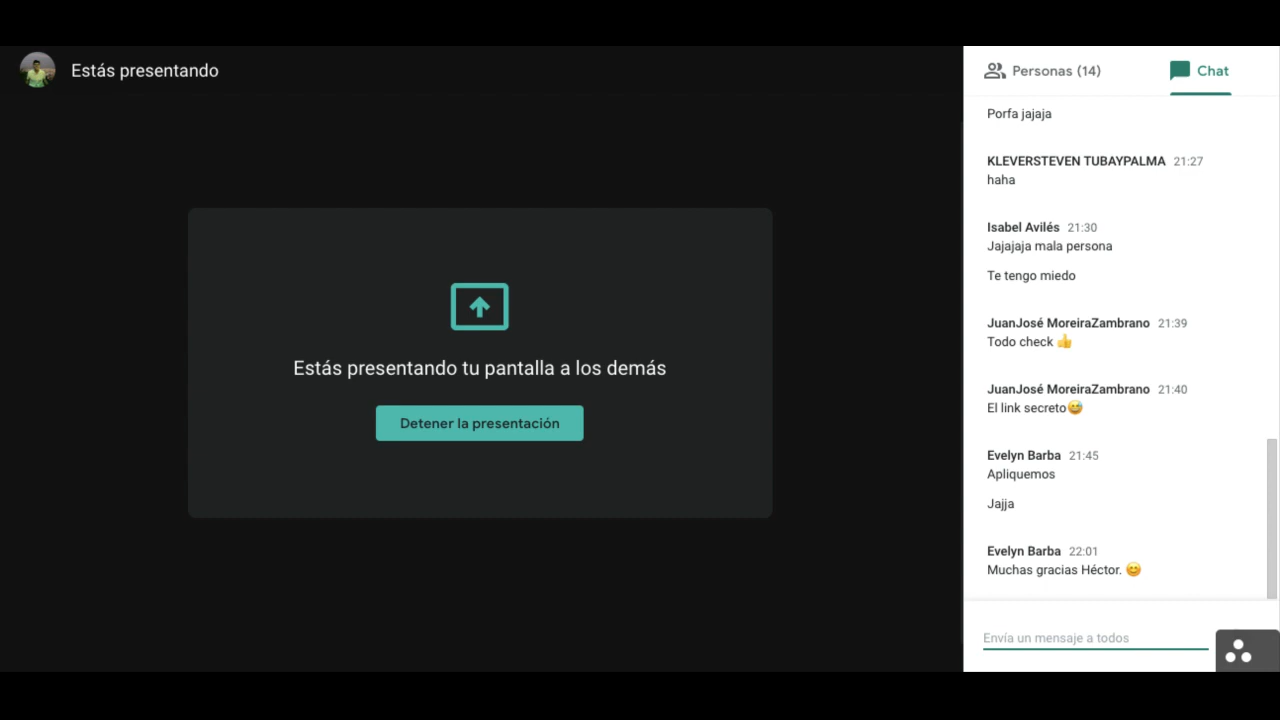 Estás presentando
Estás presentando tu pantalla a los demás
Detener la presentación
Personas (14)
Chat
Porfa jajaja
KLEVERSTEVEN TUBAYPALMA 21:27
haha
Isabel Avilés 21:30
Jajajaja mala persona
Te tengo miedo
JuanJosé MoreiraZambrano 21:39
Todo check 👍
JuanJosé MoreiraZambrano 21:40
El link secreto😅
Evelyn Barba 21:45
Apliquemos
Jajja
Evelyn Barba 22:01
Muchas gracias Héctor. 😊
Envía un mensaje a todos